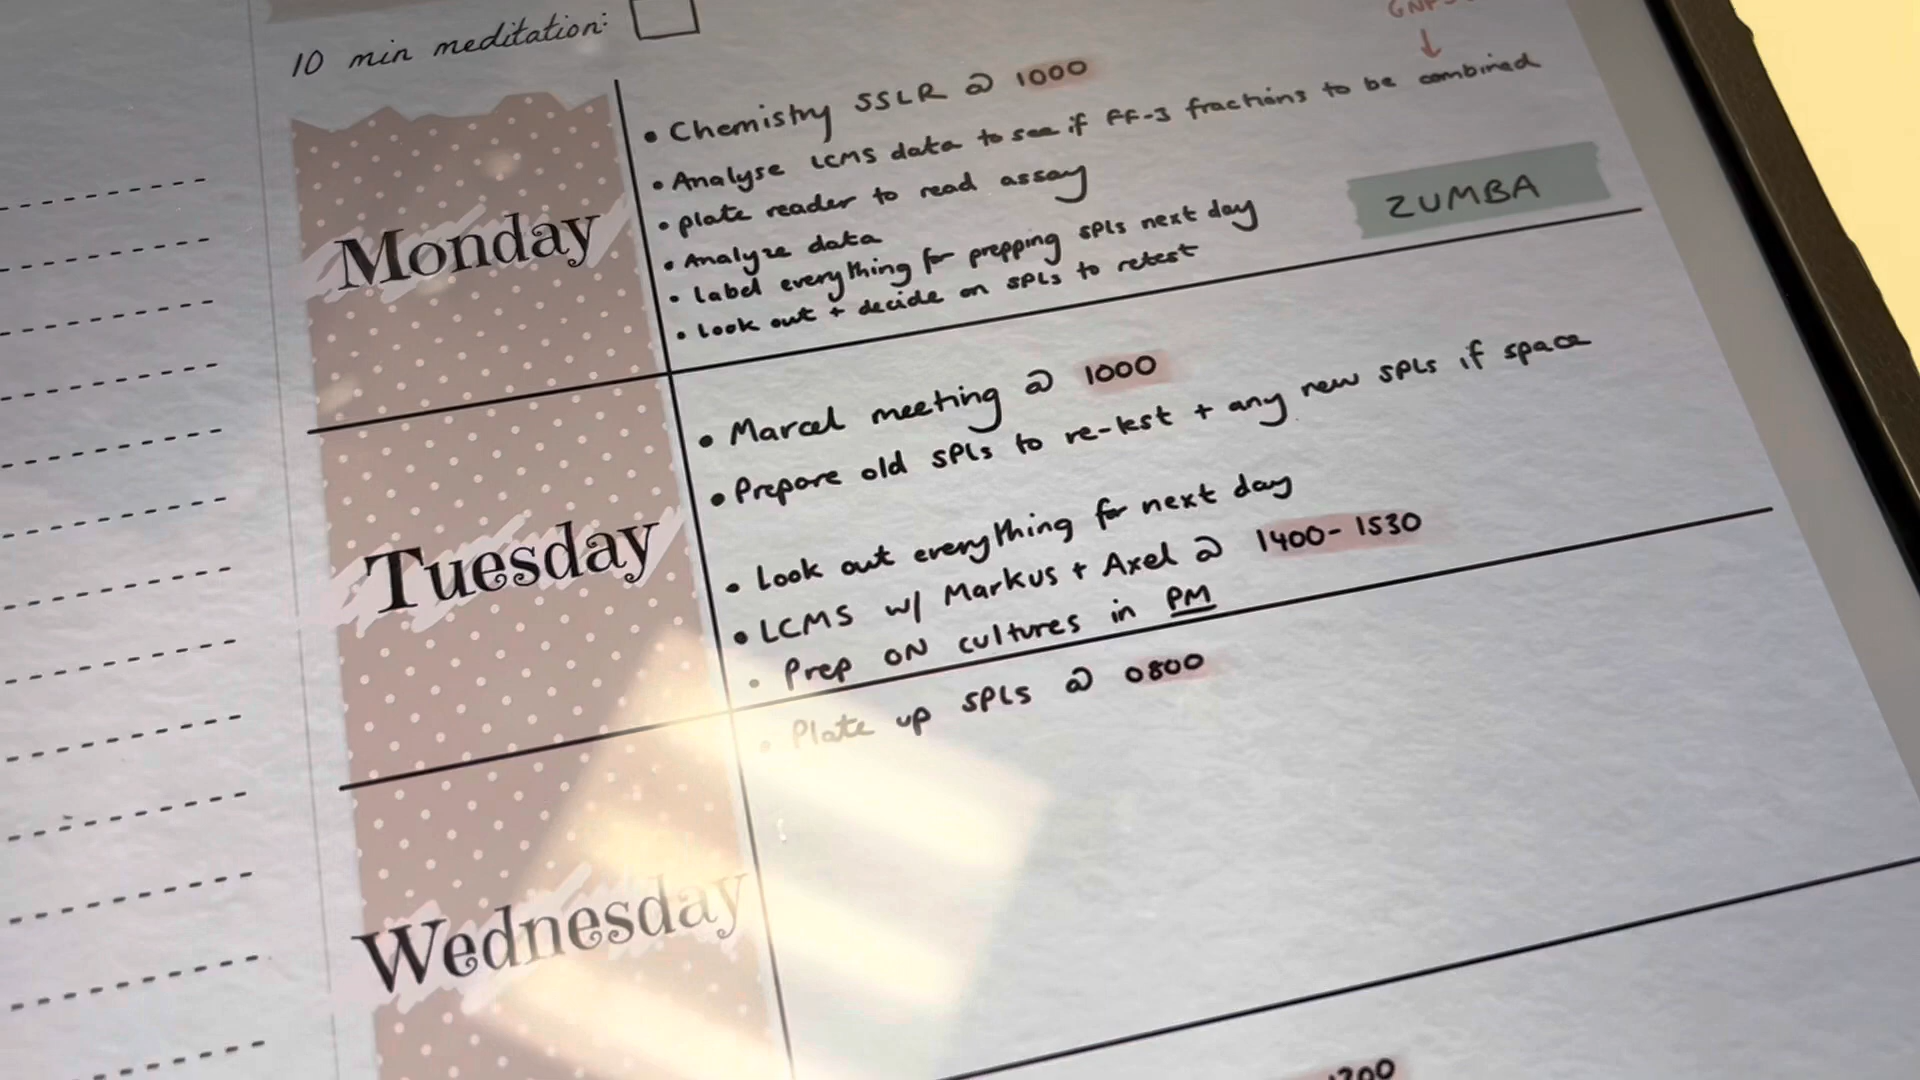 10 min meditation:
Monday
• Chemistry SSLR @ 1000
• Analyse LCMS data to see if FF-3 fractions to be combined
• plate reader to read assay
• Analyze data
• label everything for prepping SPLs next day
• Look out + decide on SPLs to retest
ZUMBA
Tuesday
• Marcel meeting @ 1000
• Prepare old SPLs to re-test + any new SPLs if space
• Look out everything for next day
• LCMS w/ Markus + Axel @ 1400-1530
• Prep ON cultures in PM
Wednesday
• Plate up SPLs @ 0800